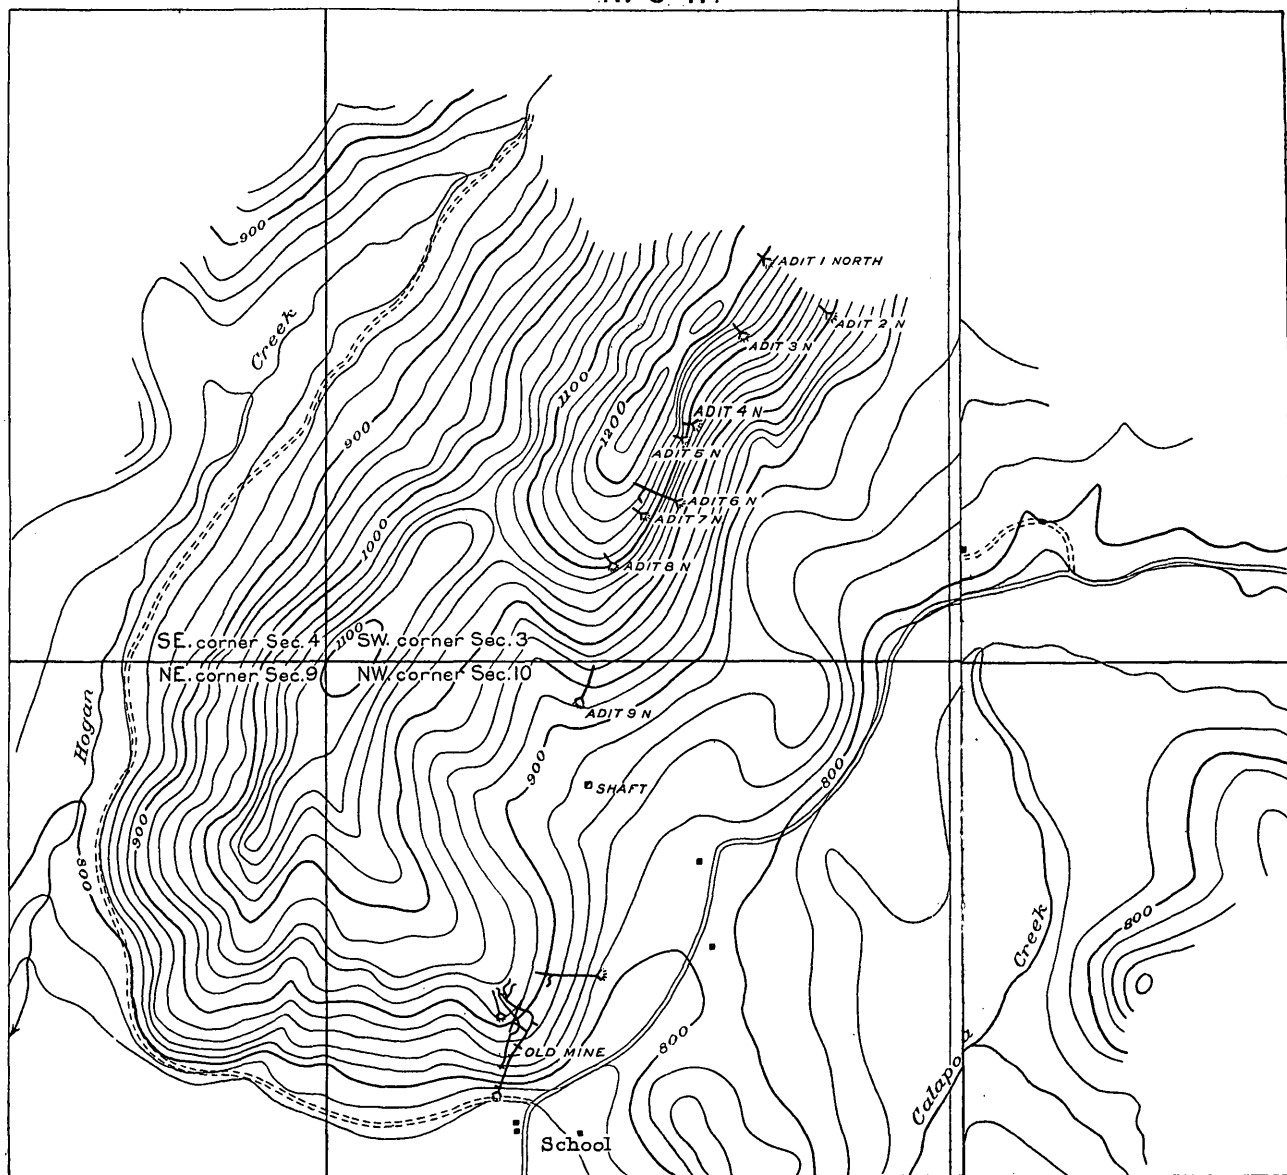 900
Creek
ADIT 1 NORTH
ADIT 2 N
ADIT 3 N
1100
1200
ADIT 4 N
900
ADIT 5 N
ADIT 6 N
ADIT 7 N
1000
ADIT 8 N
SE. corner Sec. 4
1100
SW. corner Sec. 3
NE. corner Sec. 9
NW. corner Sec. 10
Hogan
ADIT 9 N
900
SHAFT
800
900
800
800
Creek
OLD MINE
800
Calapooia
School